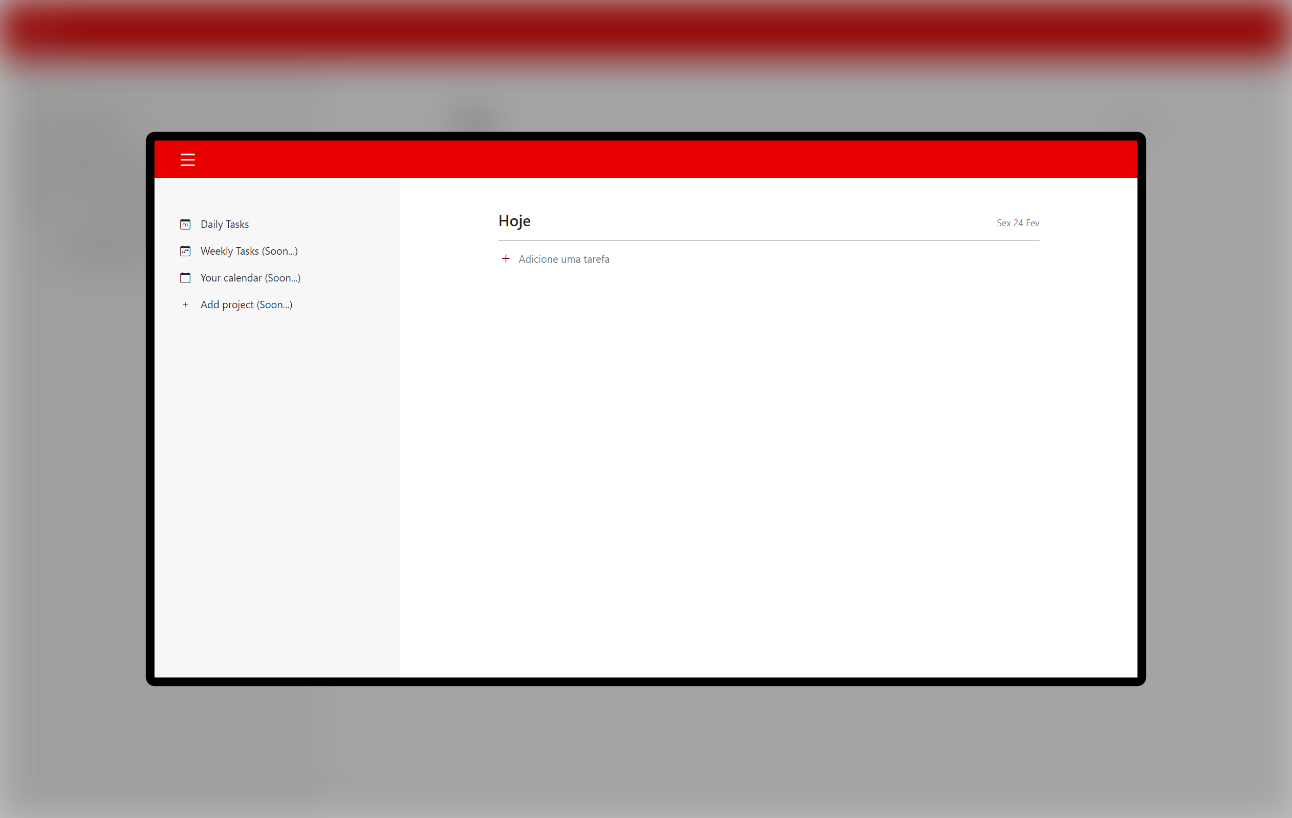 Daily Tasks
Weekly Tasks (Soon...)
Your calendar (Soon...)
+ Add project (Soon...)
Hoje
Sex 24 Fev
+ Adicione uma tarefa